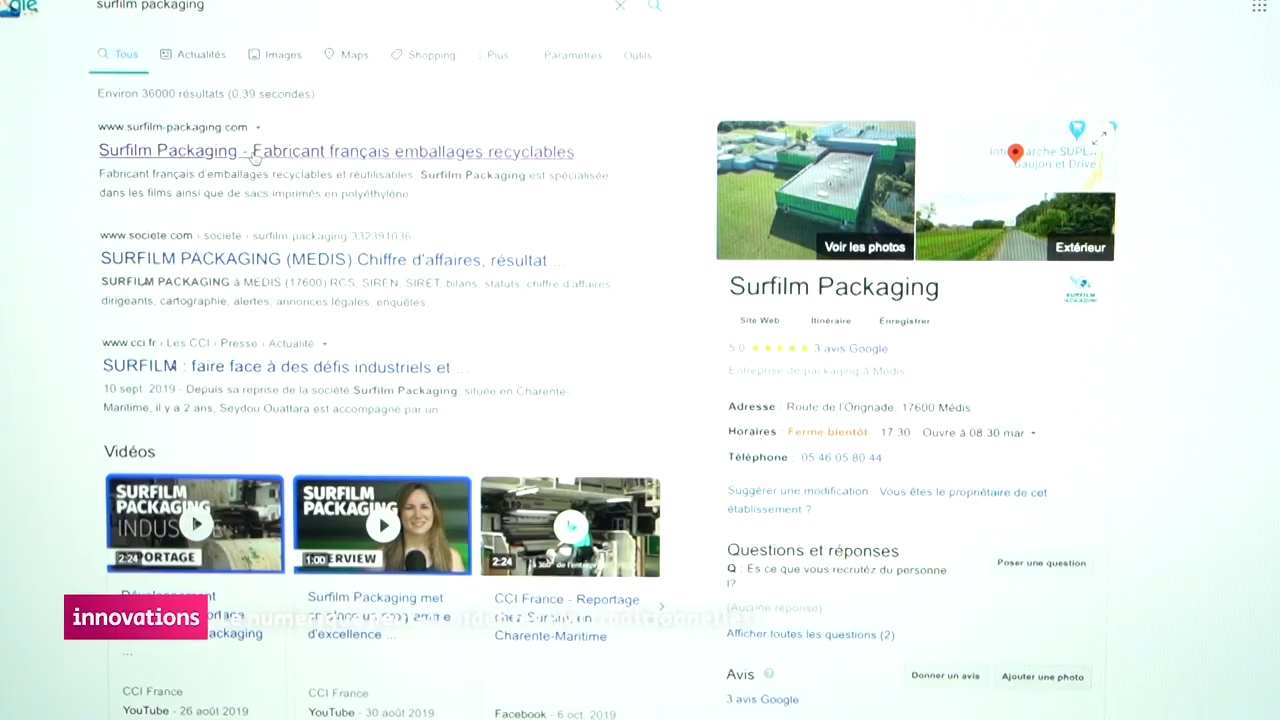 gle
surfilm packaging
Tous Actualités Images Maps Shopping Plus Paramètres Outils
Environ 36000 résultats (0,39 secondes)
www.surfilm-packaging.com
Surfilm Packaging - Fabricant français emballages recyclables
Fabricant français d'emballages recyclables et réutilisables. Surfilm Packaging est spécialisée
dans les films ainsi que de sacs imprimés en polyéthylène
www.societe.com › societe › surfilm-packaging-332391036
SURFILM PACKAGING (MEDIS) Chiffre d'affaires, résultat ...
SURFILM PACKAGING à MEDIS (17600) RCS, SIREN, SIRET, bilans, statuts, chiffre d'affaires
dirigeants, cartographie, alertes, annonces légales, enquêtes
www.cci.fr › Les CCI › Presse › Actualité
SURFILM : faire face à des défis industriels et ...
10 sept. 2019 - Depuis sa reprise de la société Surfilm Packaging, située en Charente-
Maritime, il y a 2 ans, Seydou Ouattara est accompagné par un
Vidéos
SURFILM
PACKAGING
2:24
SURFILM
PACKAGING
1:00
2:24
Surfilm Packaging met
d'excellence ...
CCI France - Reportage
chez Surfilm, en
Charente-Maritime
...
CCI France
YouTube - 26 août 2019
CCI France
YouTube - 30 août 2019
Facebook - 6 oct. 2019
innovations
Voir les photos
Extérieur
Gaujon et Drive
Surfilm Packaging
SURFILM
PACKAGING
Site Web Itinéraire Enregistrer
5,0 3 avis Google
Entreprise de packaging à Médis
Adresse : Route de l'Ongnade, 17600 Médis
Horaires : Ferme bientôt 17:30 Ouvre à 08:30 mar.
Téléphone : 05 46 05 80 44
Suggérer une modification Vous êtes le propriétaire de cet
établissement ?
Questions et réponses
Poser une question
Q : Es ce que vous recrutez du personne
l?
(Aucune réponse)
Afficher toutes les questions (2)
Avis
Donner un avis
Ajouter une photo
3 avis Google